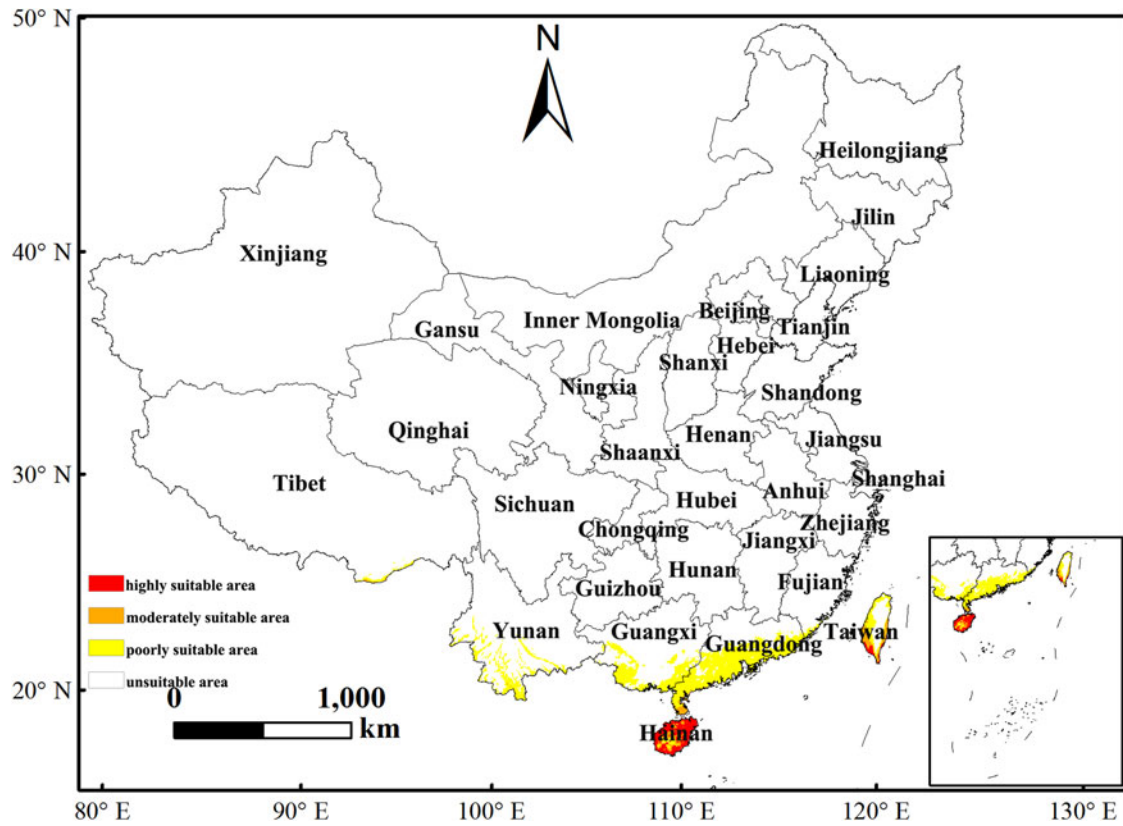 50° N
N
Heilongjiang
Jilin
40° N
Xinjiang
Liaoning
Beijing
Inner Mongolia
Tianjin
Gansu
Hebei
Shanxi
Ningxia
Shandong
Qinghai
Henan
Jiangsu
Shaanxi
30° N
Tibet
Shanghai
Sichuan
Hubei
Anhui
Chongqing
Zhejiang
Jiangxi
Hunan
Guizhou
Fujian
highly suitable area
moderately suitable area
Yunan
Guangxi
Guangdong
Taiwan
poorly suitable area
unsuitable area
20° N
0
1,000
km
Hainan
80° E
90° E
100° E
110° E
120° E
130° E